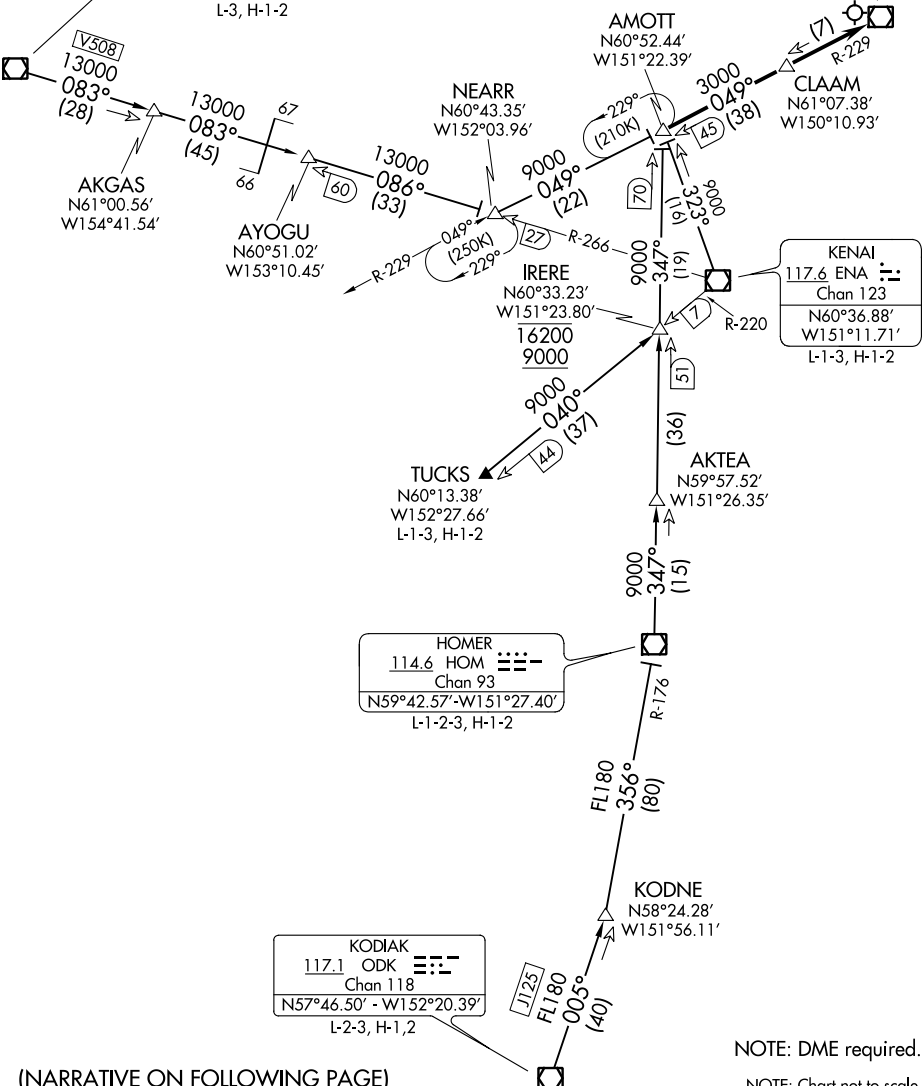 L-3, H-1-2
V508
13000
083°
(28)
AKGAS
N61°00.56'
W154°41.54'
13000
083°
(45)
67
66
AYOGU
N60°51.02'
W153°10.45'
60
13000
086°
(33)
NEARR
N60°43.35'
W152°03.96'
R-229
049°
(250K)
229°
27
R-266
9000
049°
(22)
229°
(210K)
AMOTT
N60°52.44'
W151°22.39'
3000
049°
(38)
45
(7)
R-229
CLAAM
N61°07.38'
W150°10.93'
70
9000
347°
(19)
9000
323°
(16)
KENAI
117.6 ENA
Chan 123
N60°36.88'
W151°11.71'
L-1-3, H-1-2
7
R-220
IRERE
N60°33.23'
W151°23.80'
16200
9000
9000
040°
(37)
44
TUCKS
N60°13.38'
W152°27.66'
L-1-3, H-1-2
51
(36)
AKTEA
N59°57.52'
W151°26.35'
9000
347°
(15)
HOMER
114.6 HOM
Chan 93
N59°42.57'-W151°27.40'
L-1-2-3, H-1-2
R-176
FL180
356°
(80)
KODNE
N58°24.28'
W151°56.11'
KODIAK
117.1 ODK
Chan 118
N57°46.50' - W152°20.39'
L-2-3, H-1,2
J125
FL180
005°
(40)
NOTE: DME required.
NOTE: Chart not to scale.
(NARRATIVE ON FOLLOWING PAGE)